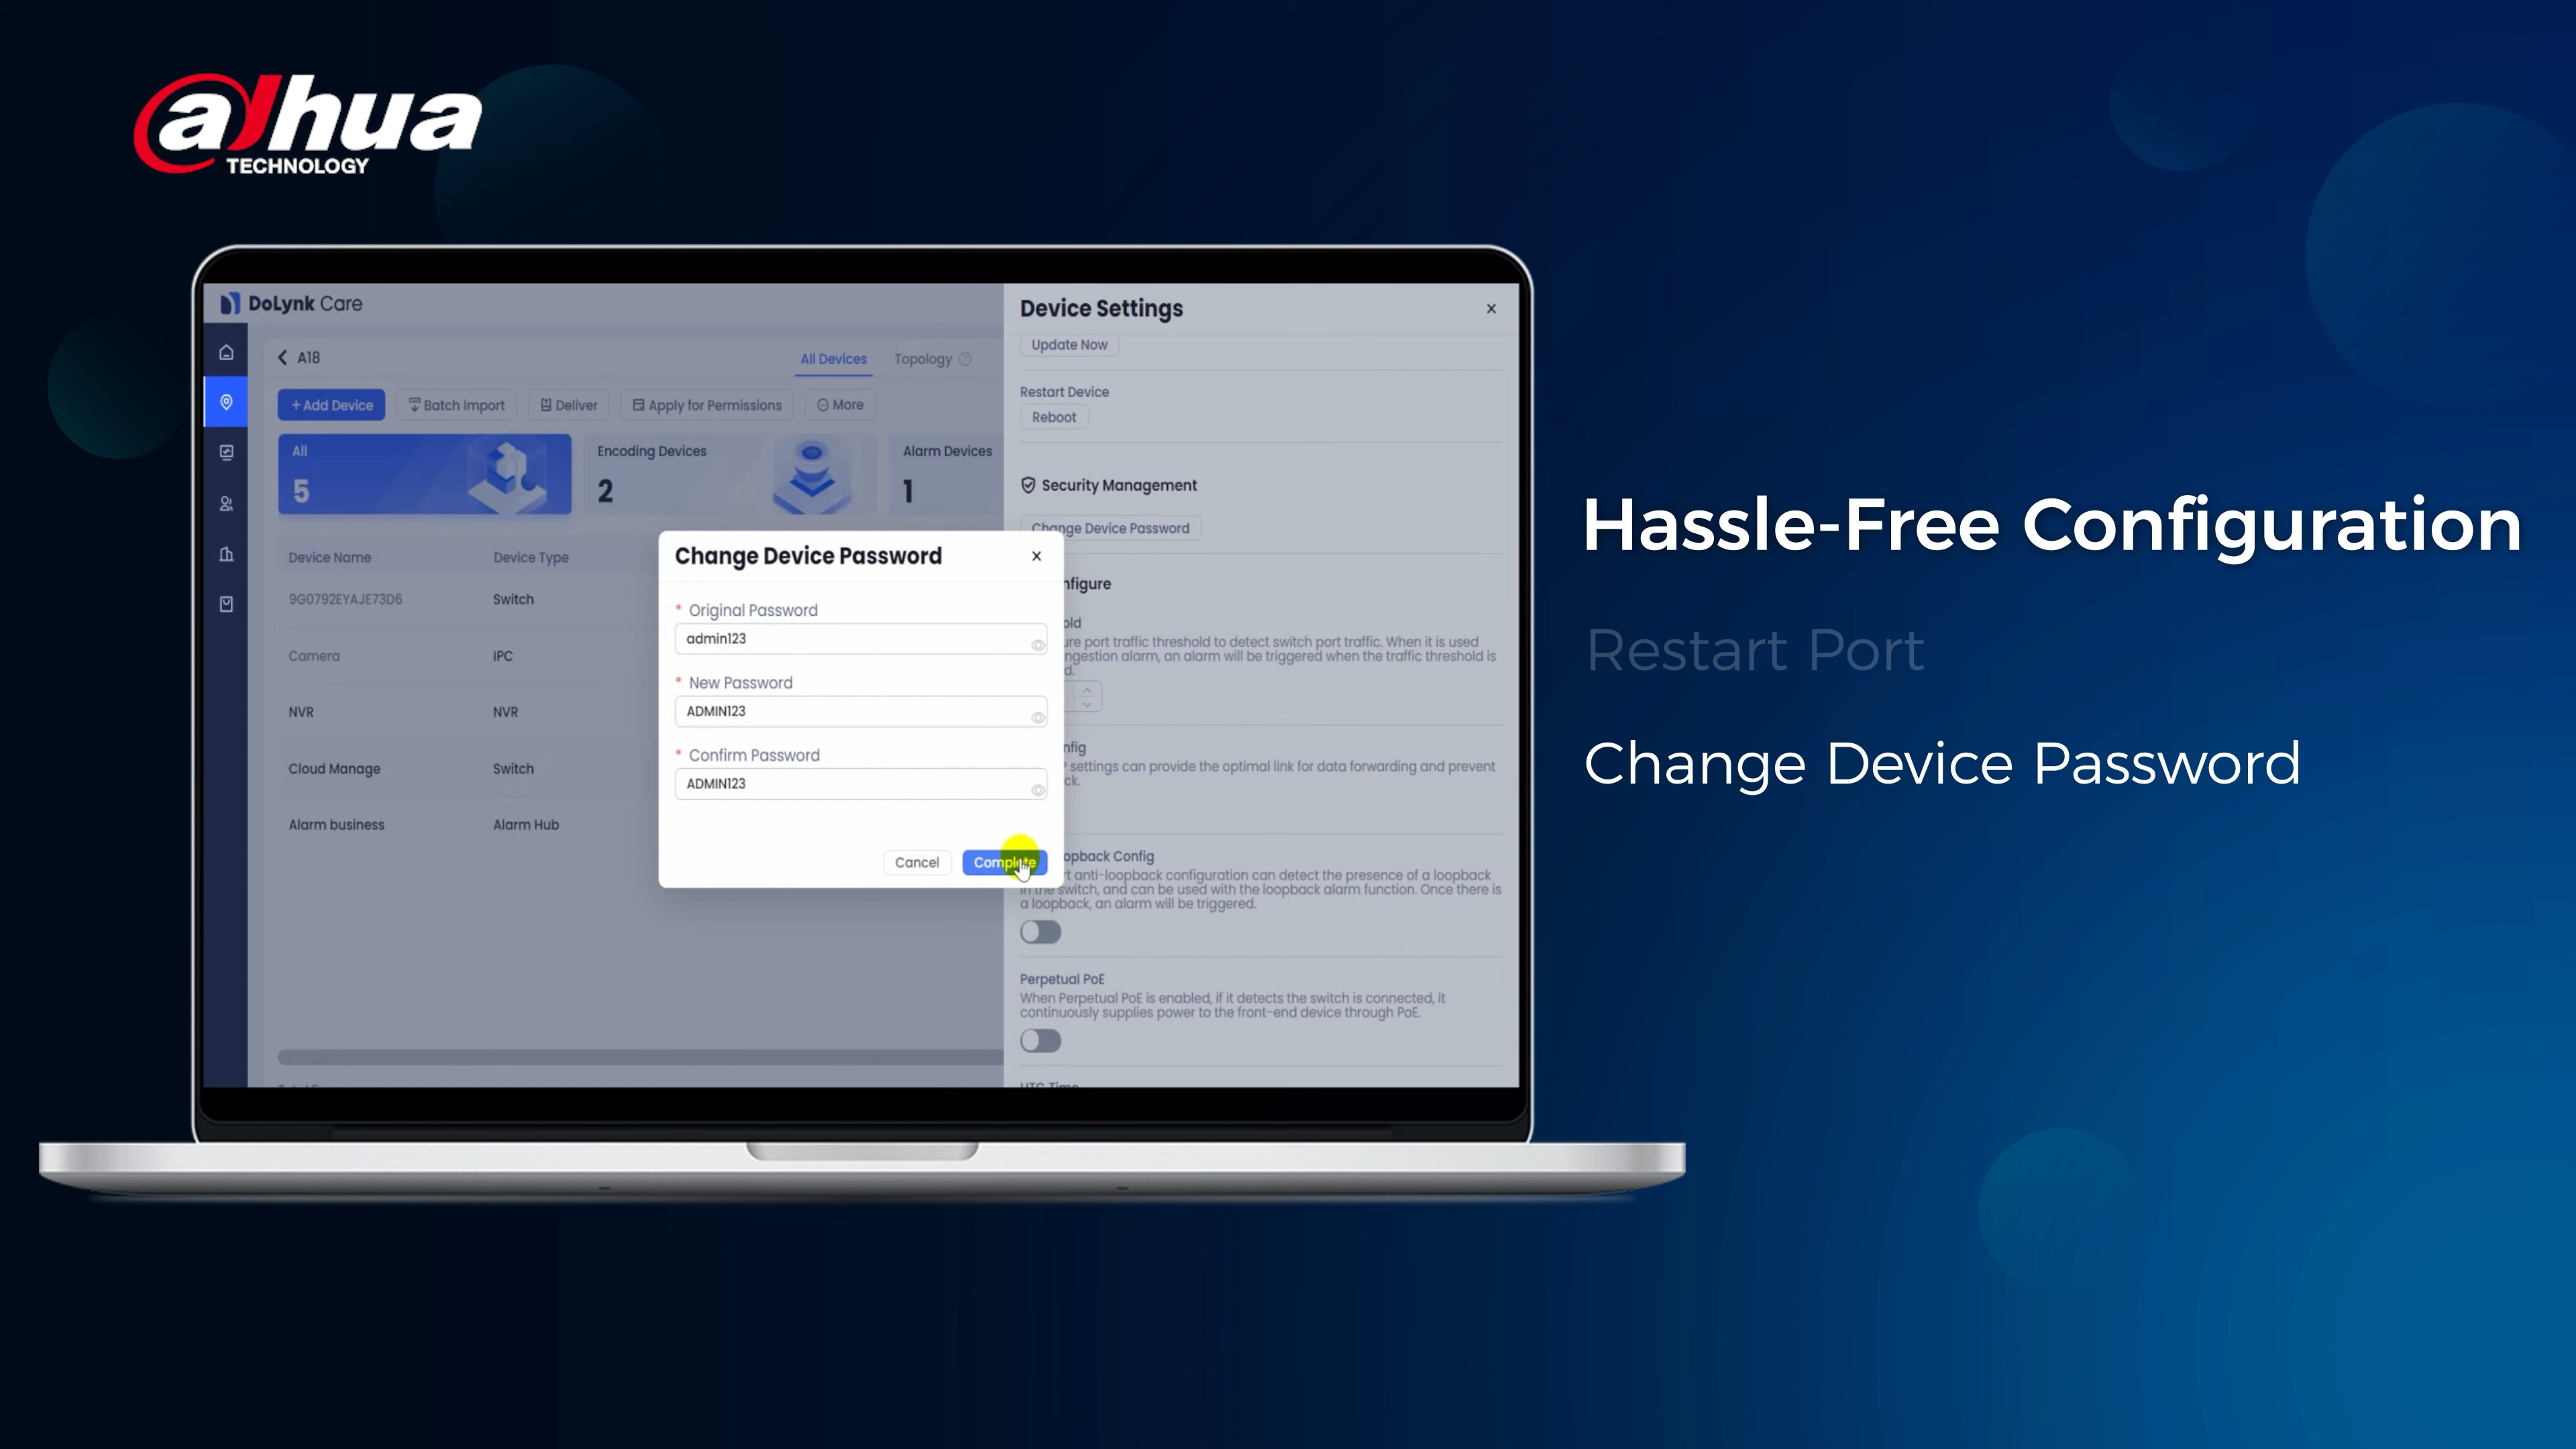 alhua
TECHNOLOGY
DoLynk Care
A18
All Devices
Topology
+ Add Device
Batch Import
Deliver
Apply for Permissions
More
All
5
Encoding Devices
2
Alarm Devices
1
Device Name
Device Type
9G0792EYAJE73D6
Switch
Camera
IPC
NVR
NVR
Cloud Manage
Switch
Alarm business
Alarm Hub
Change Device Password
Original Password
admin123
New Password
ADMIN123
Confirm Password
ADMIN123
Cancel
Complete
Device Settings
Update Now
Restart Device
Reboot
Security Management
Change Device Password
nfigure
old
ure port traffic threshold to detect switch port traffic. When it is used
ngestion alarm, an alarm will be triggered when the traffic threshold is
d.
nfig
P settings can provide the optimal link for data forwarding and prevent
ck.
opback Config
rt anti-loopback configuration can detect the presence of a loopback
in the switch, and can be used with the loopback alarm function. Once there is
a loopback, an alarm will be triggered.
Perpetual PoE
When Perpetual PoE is enabled, if it detects the switch is connected, it
continuously supplies power to the front-end device through PoE.
UTC Time
Hassle-Free Configuration
Restart Port
Change Device Password